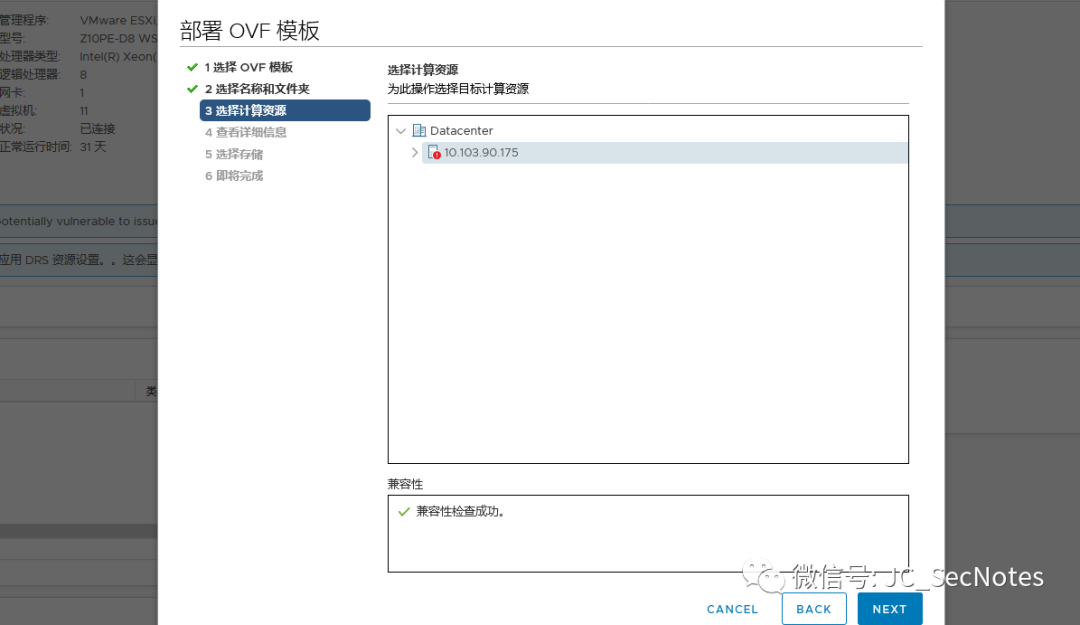 部署 OVF 模板
1 选择 OVF 模板
2 选择名称和文件夹
3 选择计算资源
4 查看详细信息
5 选择存储
6 即将完成
选择计算资源
为此操作选择目标计算资源
Datacenter
10.103.90.175
兼容性
兼容性检查成功。
CANCEL
BACK
NEXT
管理程序: VMware ESXi,
型号: Z10PE-D8 WS
处理器类型: Intel(R) Xeon(
逻辑处理器: 8
网卡: 1
虚拟机: 11
状况: 已连接
正常运行时间: 31 天
otentially vulnerable to issue
应用 DRS 资源设置。。这会显
类
微信号: JC_SecNotes